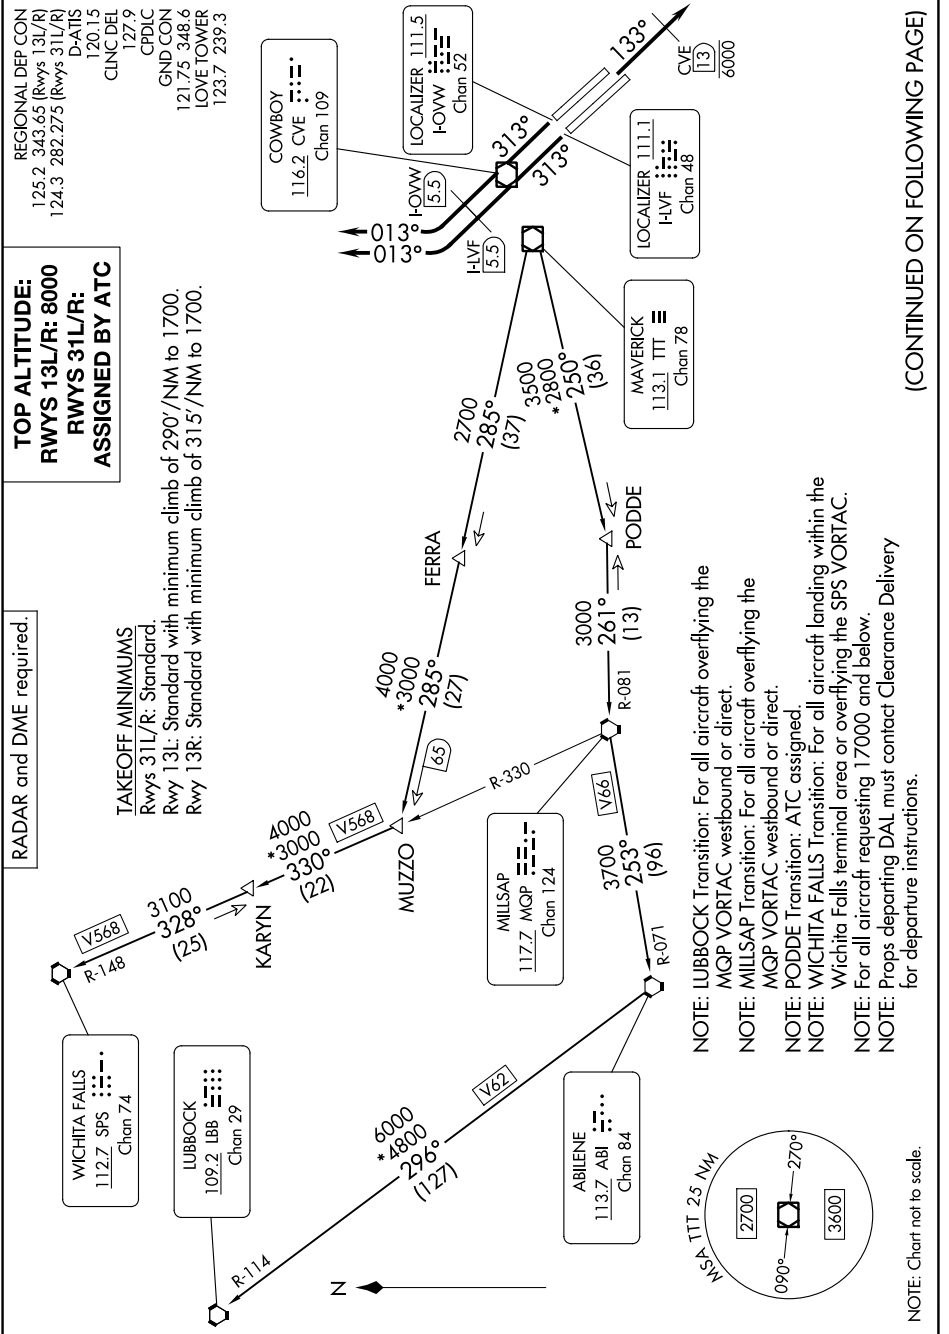 RADAR and DME required.
TOP ALTITUDE:
RWYS 13L/R: 8000
RWYS 31L/R:
ASSIGNED BY ATC
REGIONAL DEP CON
125.2 343.65 (Rwys 13L/R)
124.3 282.275 (Rwys 31L/R)
D-ATIS
120.15
CLNC DEL
127.9
CPDLC
GND CON
121.75 348.6
LOVE TOWER
123.7 239.3
TAKEOFF MINIMUMS
Rwys 31L/R: Standard.
Rwy 13L: Standard with minimum climb of 290'/NM to 1700.
Rwy 13R: Standard with minimum climb of 315'/NM to 1700.
WICHITA FALLS
112.7 SPS
Chan 74
LUBBOCK
109.2 LBB
Chan 29
V568
R-148
3100
328°
(25)
KARYN
4000
*3000
330°
(22)
V568
MUZZO
65
4000
*3000
285°
(27)
FERRA
2700
285°
(37)
COWBOY
116.2 CVE
Chan 109
LOCALIZER 111.5
I-OVW
Chan 52
013°
013°
I-OVW
5.5
I-LVF
5.5
313°
313°
133°
CVE
13
6000
LOCALIZER 111.1
I-LVF
Chan 48
MAVERICK
113.1 TTT
Chan 78
3500
*2800
250°
(36)
PODDE
3000
261°
(13)
R-081
R-330
MILLSAP
117.7 MQP
Chan 124
V66
3700
253°
(96)
R-071
ABILENE
113.7 ABI
Chan 84
V62
6000
*4800
296°
(127)
R-114
N
MSA TTT 25 NM
2700
090°
270°
3600
NOTE: LUBBOCK Transition: For all aircraft overflying the
MQP VORTAC westbound or direct.
NOTE: MILLSAP Transition: For all aircraft overflying the
MQP VORTAC westbound or direct.
NOTE: PODDE Transition: ATC assigned.
NOTE: WICHITA FALLS Transition: For all aircraft landing within the
Wichita Falls terminal area or overflying the SPS VORTAC.
NOTE: For all aircraft requesting 17000 and below.
NOTE: Props departing DAL must contact Clearance Delivery
for departure instructions.
NOTE: Chart not to scale.
(CONTINUED ON FOLLOWING PAGE)